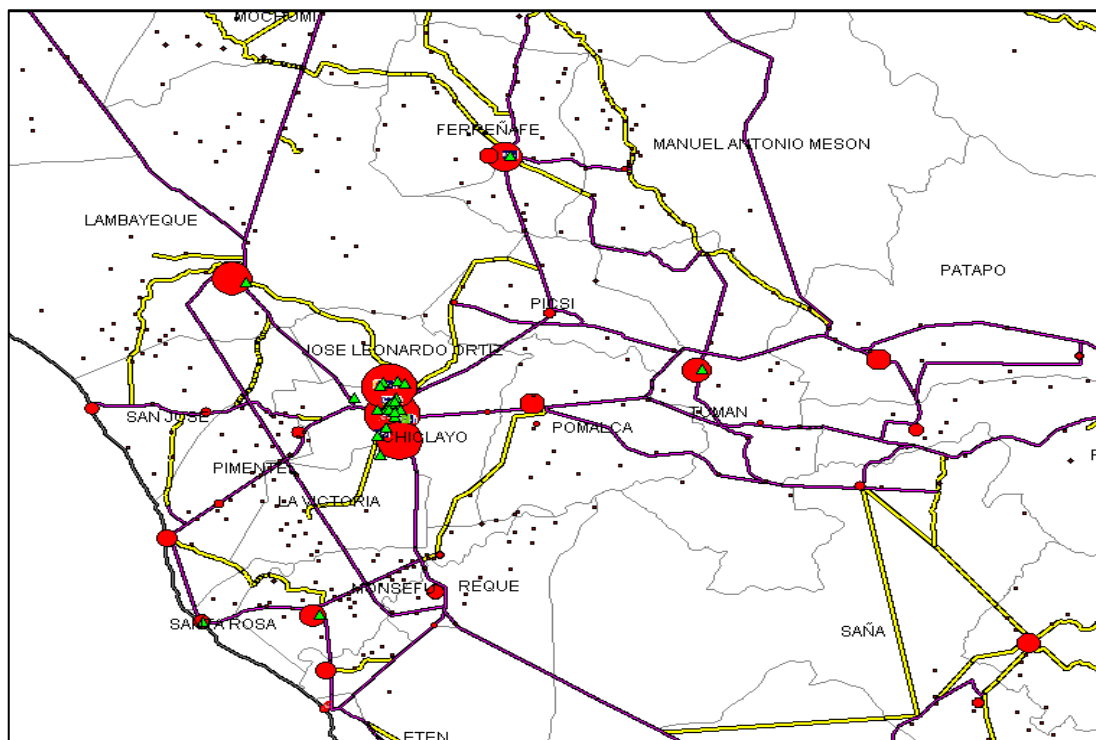 MOCHUMI
FERREÑAFE
MANUEL ANTONIO MESON
LAMBAYEQUE
PATAPO
PICSI
JOSE LEONARDO ORTIZ
SAN JOSE
TUMAN
POMALCA
CHICLAYO
PIMENTEL
LA VICTORIA
MONSEFU
REQUE
SANTA ROSA
SAÑA
ETEN